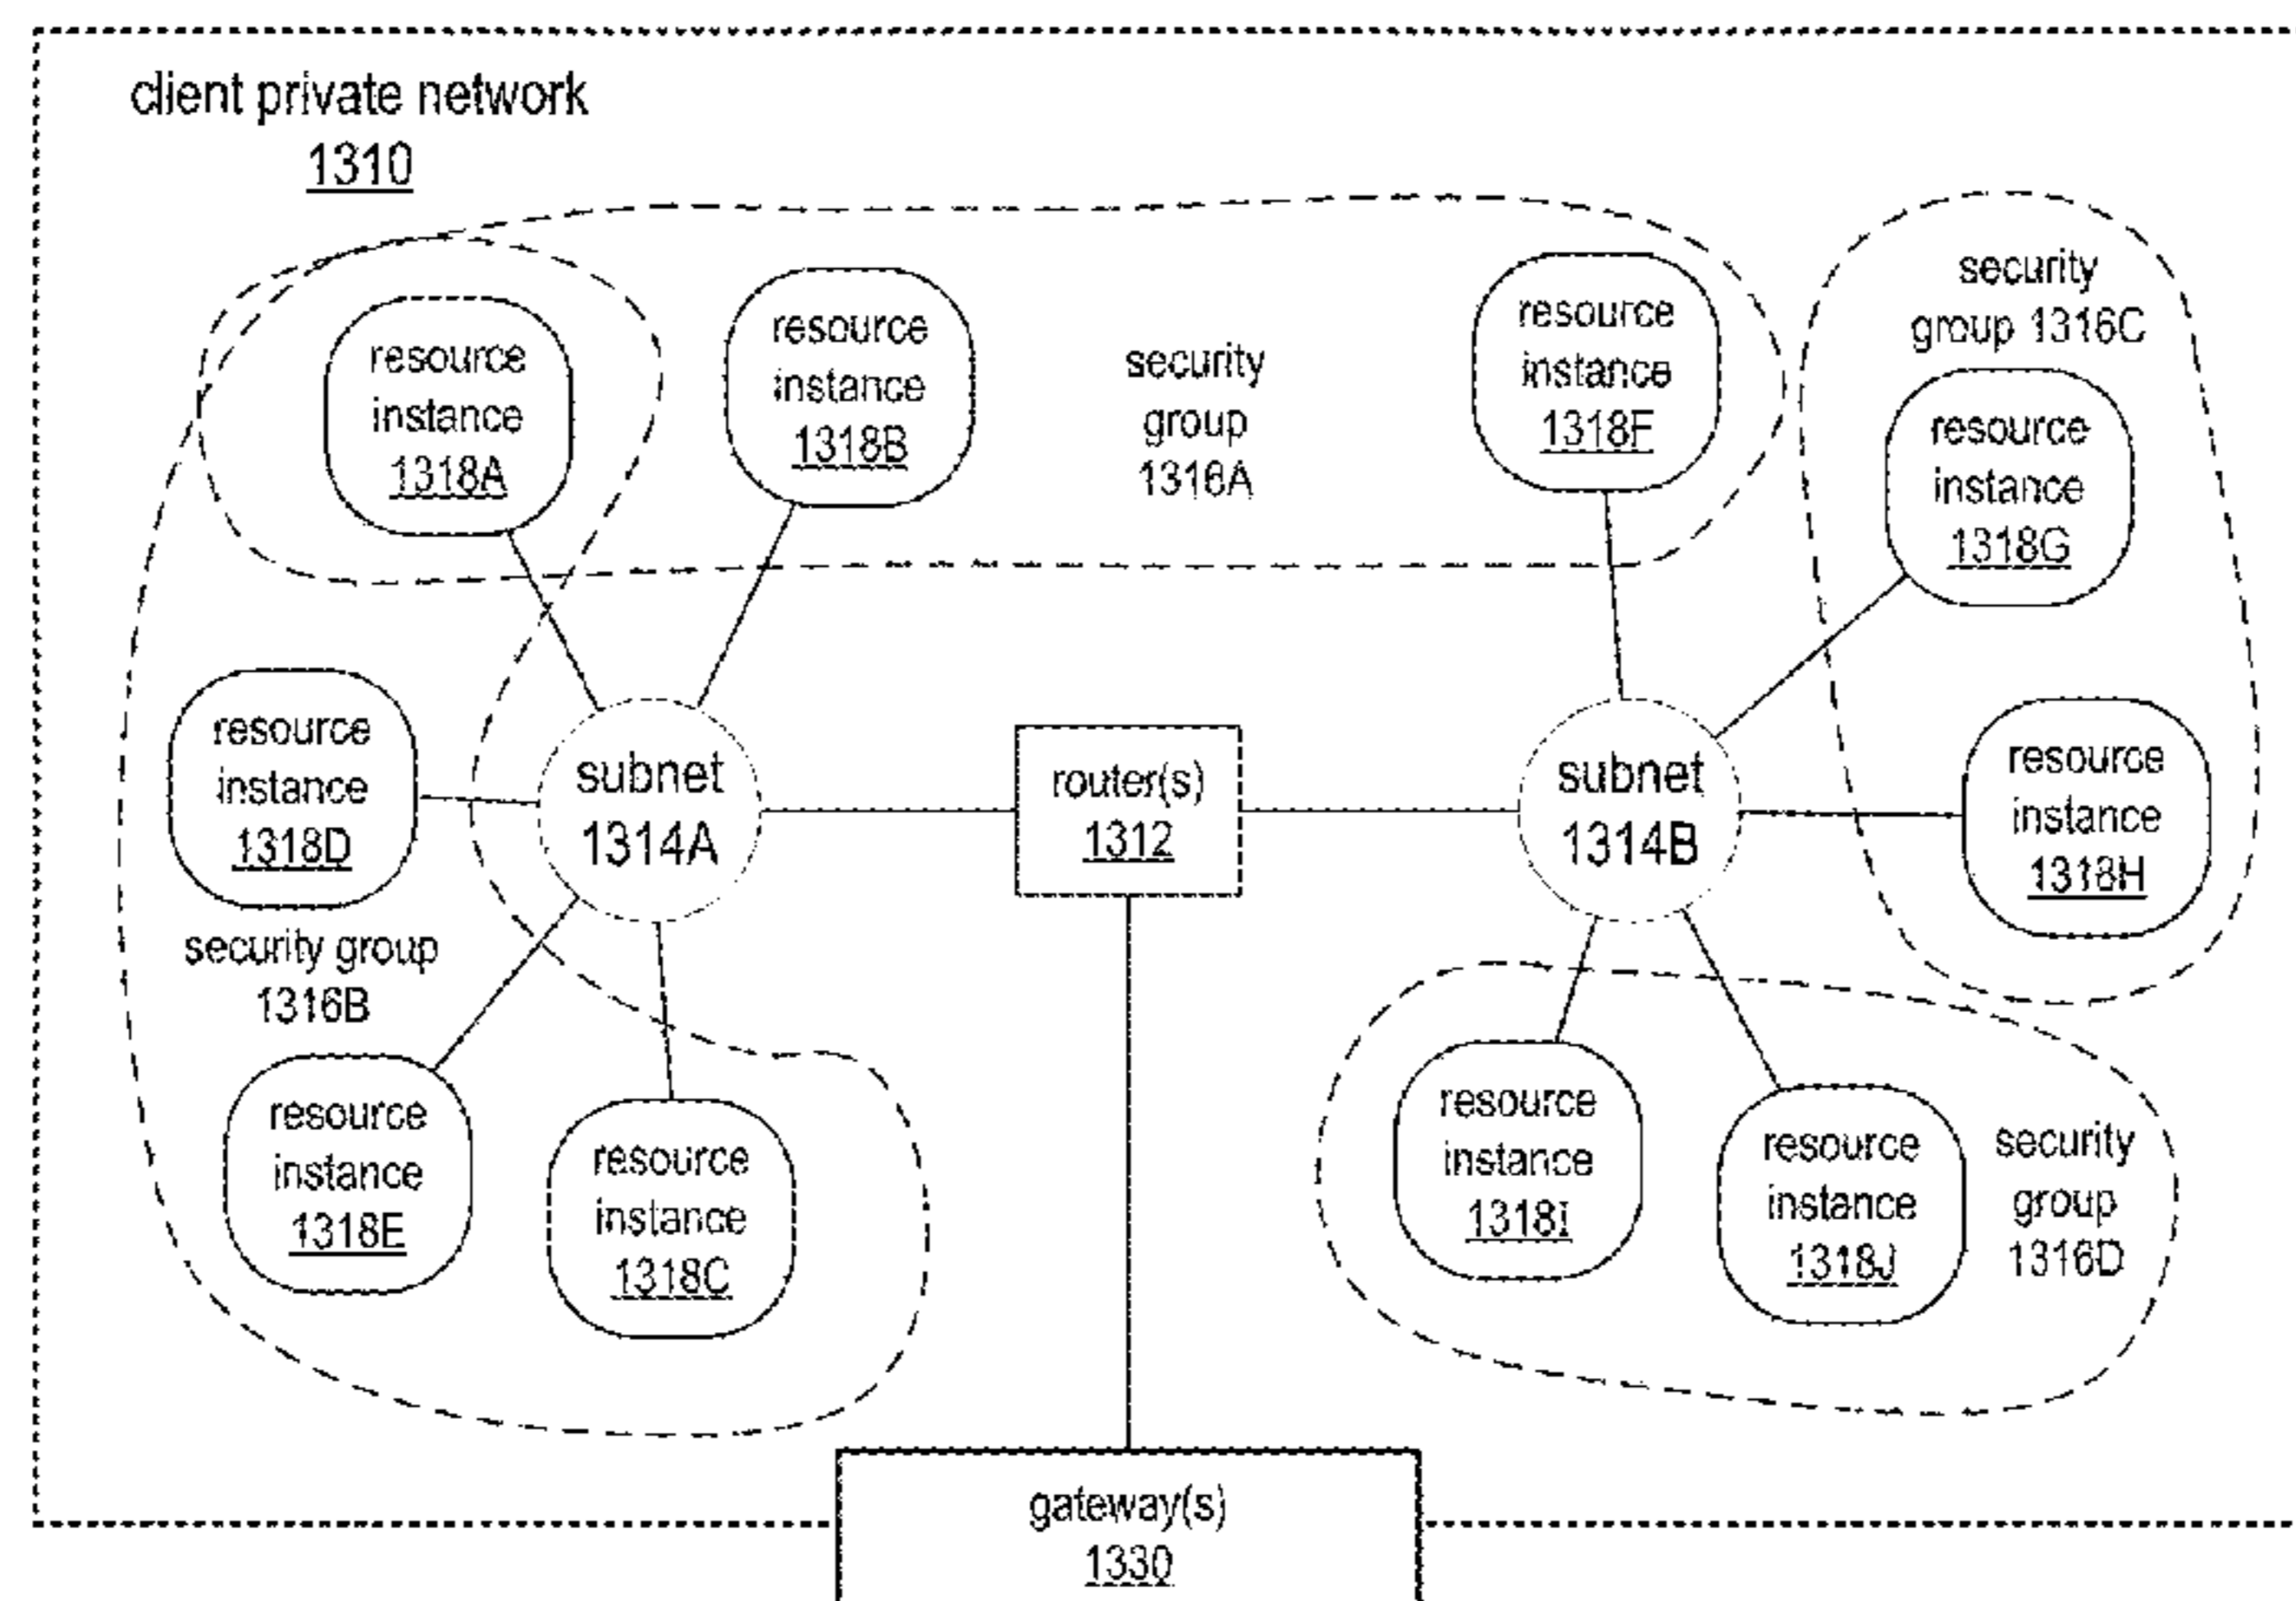 client private network
1310
resource
instance
1318A
resource
instance
1318B
security
group
1316A
resource
instance
1318F
security
group 1316C
resource
instance
1318G
resource
instance
1318D
subnet
1314A
router(s)
1312
subnet
1314B
resource
instance
1318H
security group
1316B
resource
instance
1318E
resource
instance
1318C
resource
instance
1318I
resource
instance
1318J
security
group
1316D
gateway(s)
1330